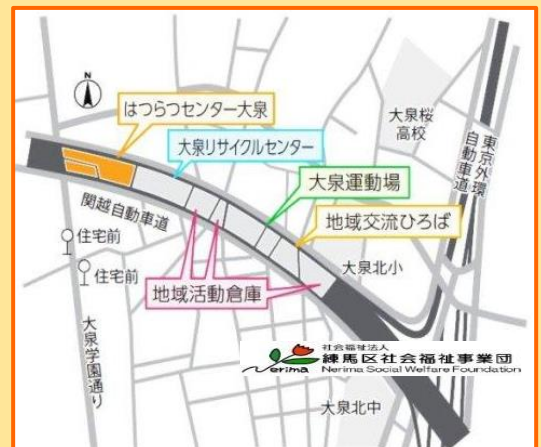 N
はつらつセンター大泉
大泉リサイクルセンター
大泉桜
高校
東京外環
自動車道
大泉運動場
地域交流ひろば
関越自動車道
住宅前
住宅前
大泉北小
地域活動倉庫
大泉学園通り
社会福祉法人
練馬区社会福祉事業団
Nerima
Nerima Social Welfare Foundation
大泉北中